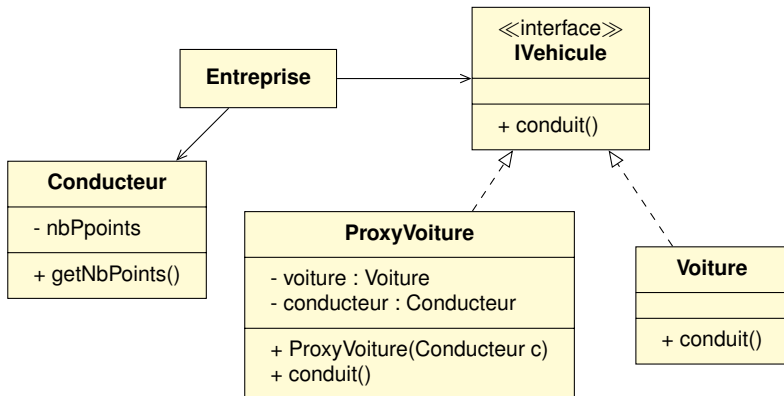 ≪interface≫
IVehicule
Entreprise
+ conduit()
Conducteur
- nbPpoints
+ getNbPoints()
ProxyVoiture
- voiture : Voiture
- conducteur : Conducteur
+ ProxyVoiture(Conducteur c)
+ conduit()
Voiture
+ conduit()